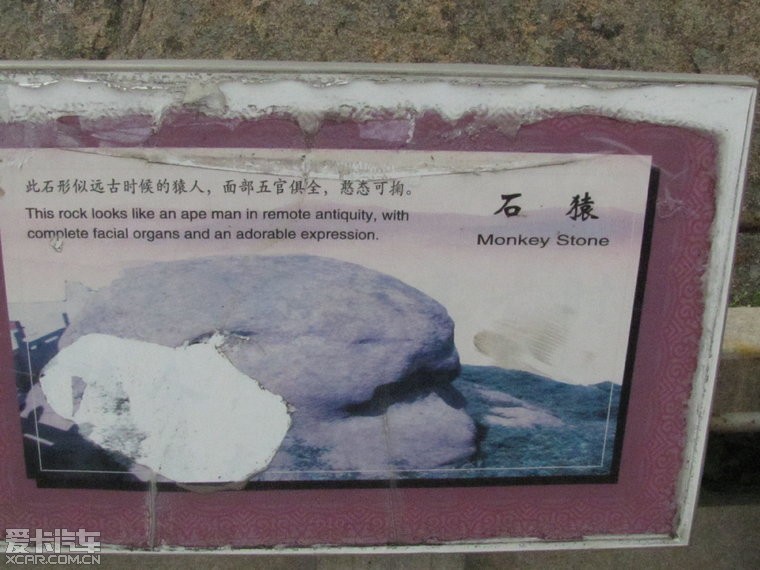 此石形似远古时候的猿人，面部五官俱全，憨态可掬。
This rock looks like an ape man in remote antiquity, with
complete facial organs and an adorable expression.
石 猿
Monkey Stone
爱卡汽车
XCAR.COM.CN